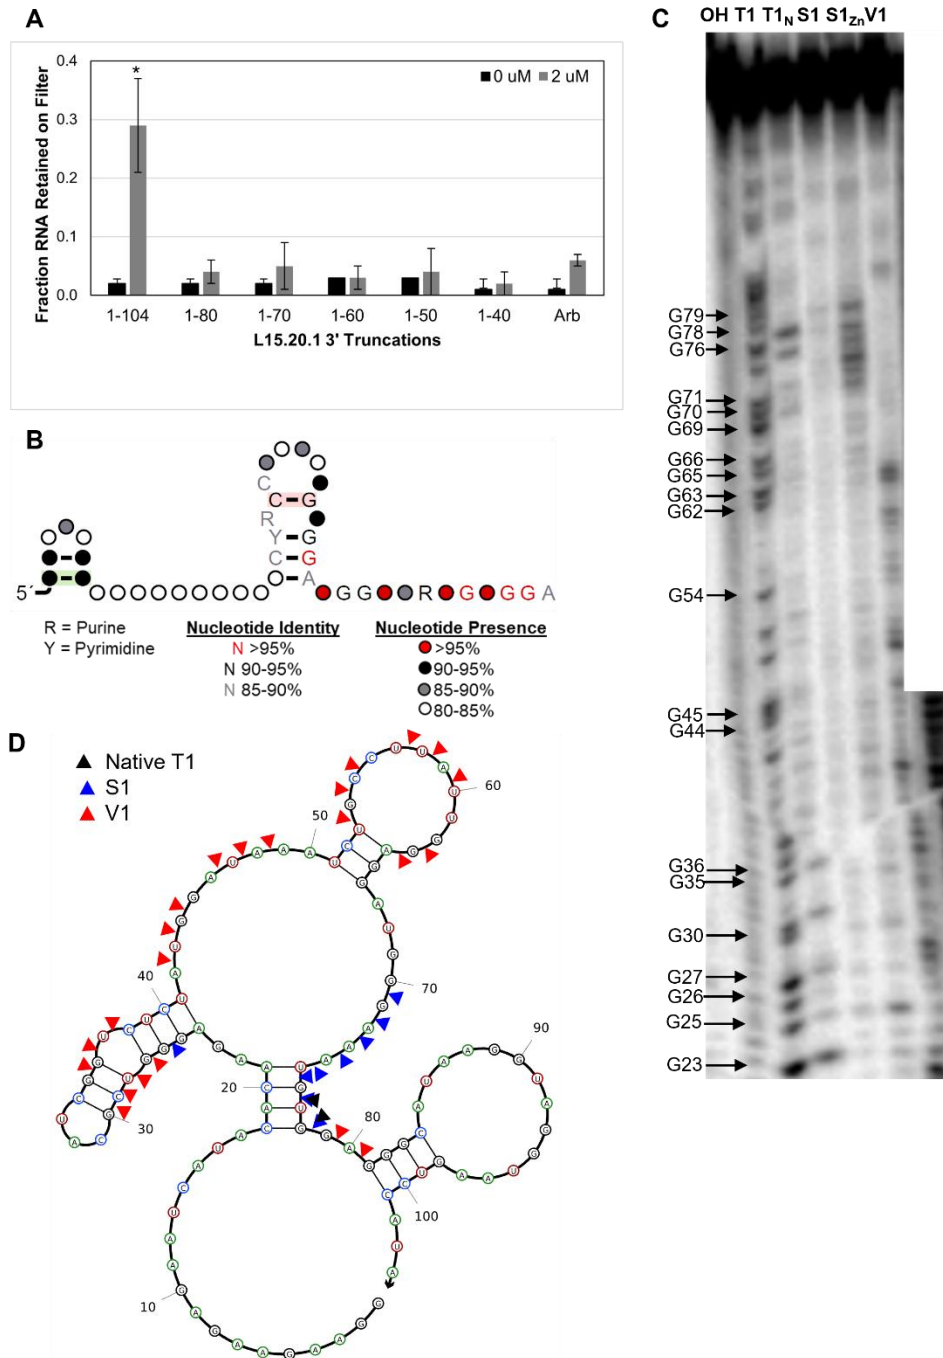 A
Fraction RNA Retained on Filter
0.4
0.3
0.2
0.1
0.0
*
0 uM
2 uM
1-104 1-80 1-70 1-60 1-50 1-40 Arb
L15.20.1 3' Truncations
B
C
C
C G
R
Y G
C G
A
5´
G G R G G G A
R = Purine
Y = Pyrimidine
Nucleotide Identity
N >95%
N 90-95%
N 85-90%
Nucleotide Presence
>95%
90-95%
85-90%
80-85%
C
OH T1 T1N S1 S1Zn V1
G79
G78
G76
G71
G70
G69
G66
G65
G63
G62
G54
G45
G44
G36
G35
G30
G27
G26
G25
G23
D
Native T1
S1
V1
10
20
30
40
50
60
70
80
90
100